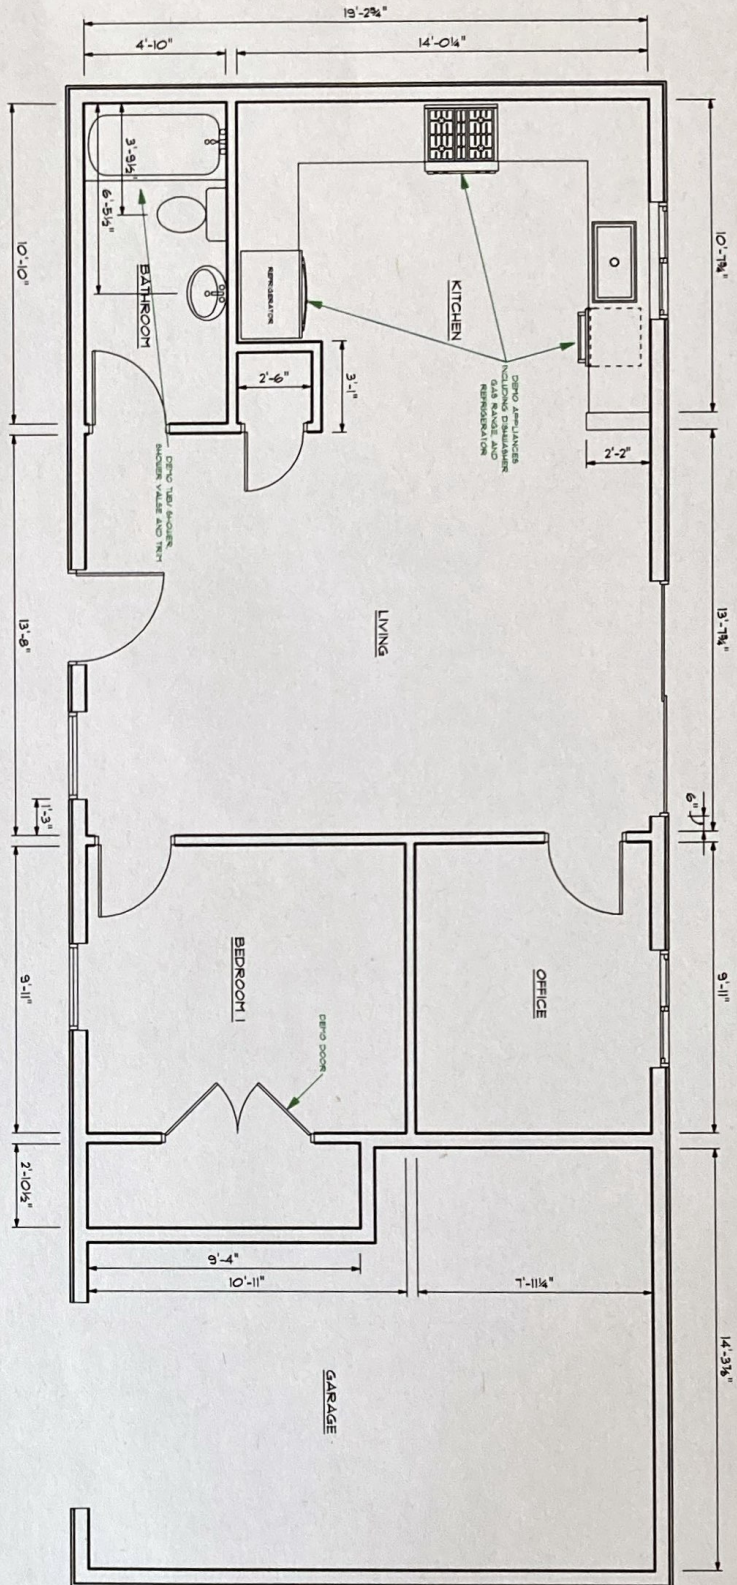 19'-2¾"
4'-10"
14'-0¼"
3'-9½"
6'-5½"
10'-10"
10'-7¾"
BATHROOM
REFRIGERATOR
KITCHEN
2'-6"
3'-1"
DEMO APPLIANCES
INCLUDING DISHWASHER
GAS RANGE, AND
REFRIGERATOR
2'-2"
DEMO TUB/ SHOWER,
SHOWER VALVE AND TRIM
13'-8"
LIVING
13'-7¾"
1'-3"
6"
9'-11"
BEDROOM 1
OFFICE
9'-11"
DEMO DOOR
2'-10½"
9'-4"
10'-11"
7'-11¼"
GARAGE
14'-3⅞"